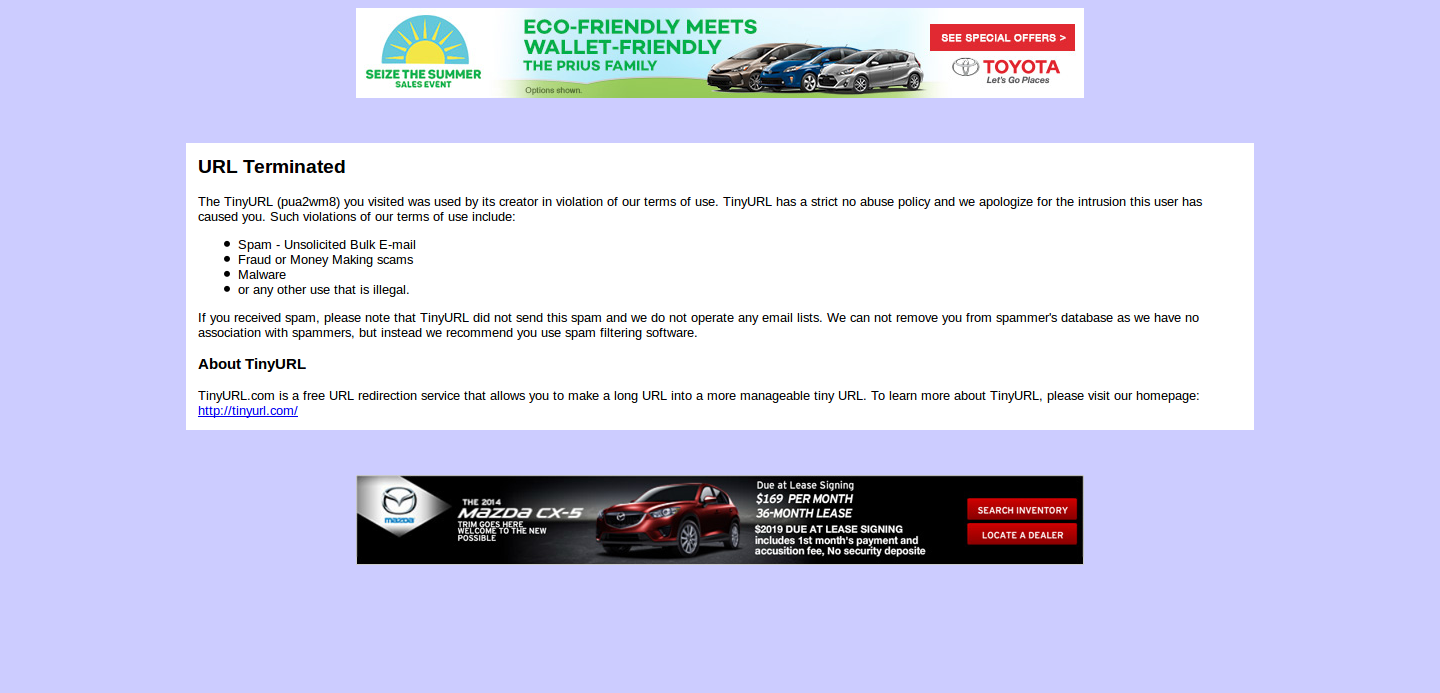 SEIZE THE SUMMER
SALES EVENT
ECO-FRIENDLY MEETS
WALLET-FRIENDLY
THE PRIUS FAMILY
Options shown.
SEE SPECIAL OFFERS >
TOYOTA
Let's Go Places
URL Terminated
The TinyURL (pua2wm8) you visited was used by its creator in violation of our terms of use. TinyURL has a strict no abuse policy and we apologize for the intrusion this user has
caused you. Such violations of our terms of use include:
Spam - Unsolicited Bulk E-mail
Fraud or Money Making scams
Malware
or any other use that is illegal.
If you received spam, please note that TinyURL did not send this spam and we do not operate any email lists. We can not remove you from spammer's database as we have no
association with spammers, but instead we recommend you use spam filtering software.
About TinyURL
TinyURL.com is a free URL redirection service that allows you to make a long URL into a more manageable tiny URL. To learn more about TinyURL, please visit our homepage:
http://tinyurl.com/
mazda
THE 2014
mazda CX-5
TRIM GOES HERE
WELCOME TO THE NEW
POSSIBLE
Due at Lease Signing
$169 PER MONTH
36-MONTH LEASE
$2019 DUE AT LEASE SIGNING
includes 1st month's payment and
accusition fee, No security deposite
SEARCH INVENTORY
LOCATE A DEALER